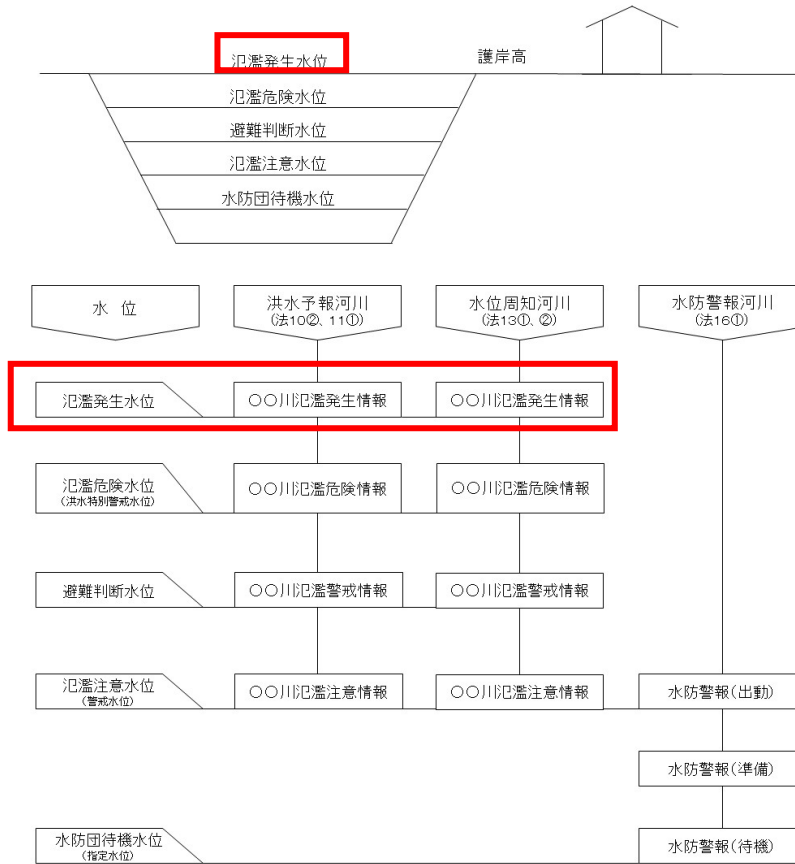 氾濫発生水位
護岸高
氾濫危険水位
避難判断水位
氾濫注意水位
水防団待機水位
水 位
洪水予報河川
(法10②、11①)
水位周知河川
(法13①、②)
水防警報河川
(法16①)
氾濫発生水位
○○川氾濫発生情報
○○川氾濫発生情報
氾濫危険水位
(洪水特別警戒水位)
○○川氾濫危険情報
○○川氾濫危険情報
避難判断水位
○○川氾濫警戒情報
○○川氾濫警戒情報
氾濫注意水位
(警戒水位)
○○川氾濫注意情報
○○川氾濫注意情報
水防警報(出動)
水防警報(準備)
水防団待機水位
(指定水位)
水防警報(待機)